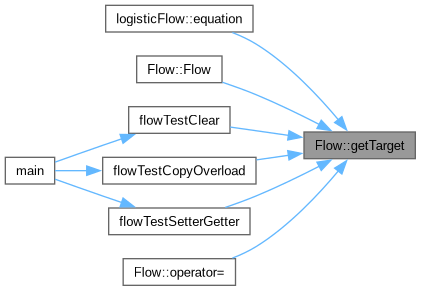 logisticFlow::equation
Flow::Flow
flowTestClear
Flow::getTarget
main
flowTestCopyOverload
flowTestSetterGetter
Flow::operator=